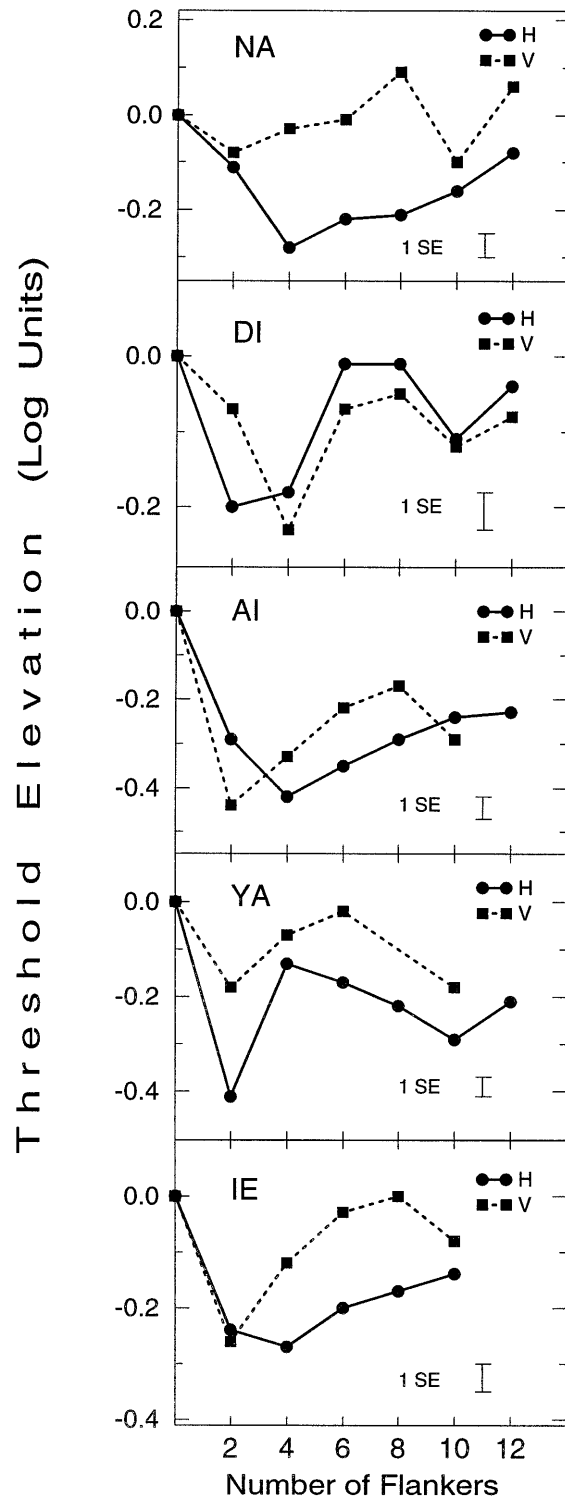 Threshold Elevation (Log Units)
0.2
0.0
-0.2
NA
H
V
1 SE
0.0
-0.2
DI
H
V
1 SE
0.0
-0.2
-0.4
AI
H
V
1 SE
0.0
-0.2
-0.4
YA
H
V
1 SE
0.0
-0.2
-0.4
IE
H
V
1 SE
2 4 6 8 10 12
Number of Flankers